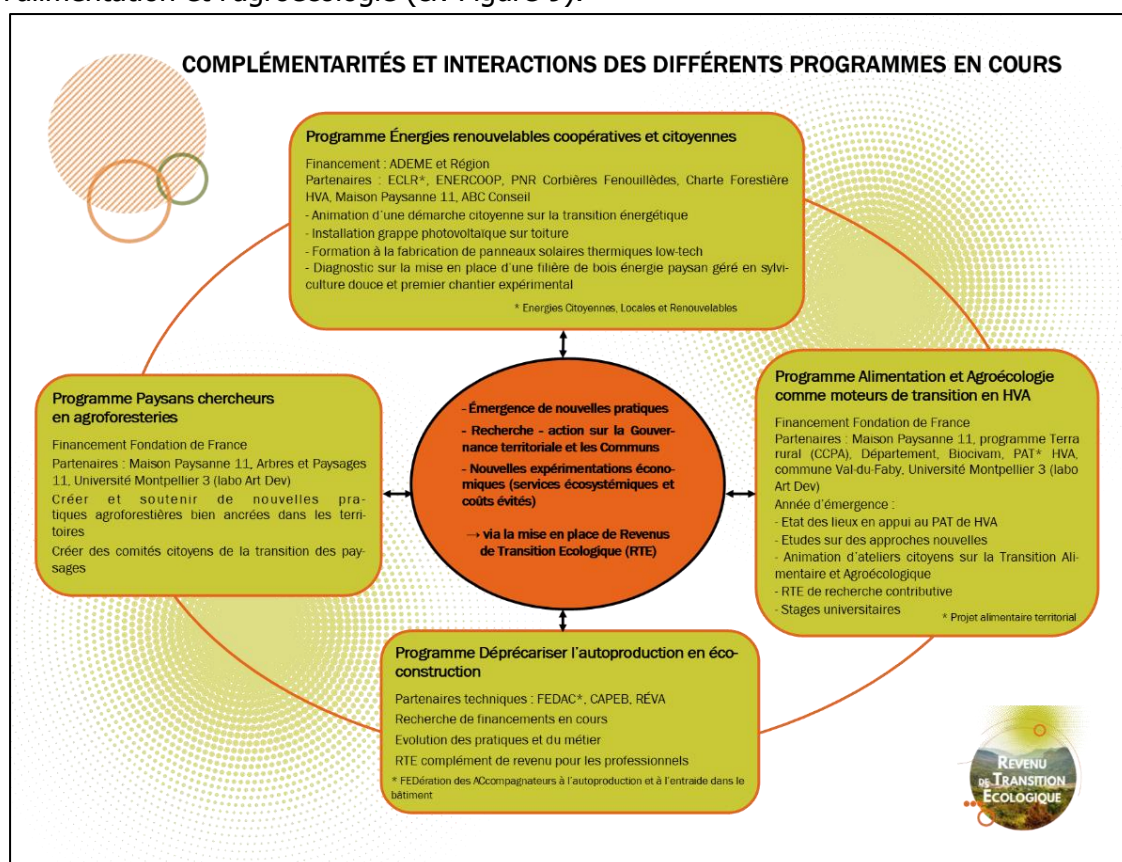 l'alimentation et l'agroécologie (cf. Figure 9).
COMPLÉMENTARITÉS ET INTERACTIONS DES DIFFÉRENTS PROGRAMMES EN COURS
Programme Énergies renouvelables coopératives et citoyennes
Financement : ADEME et Région
Partenaires : ECLR*, ENERCOOP, PNR Corbières Fenouillèdes, Charte Forestière
HVA, Maison Paysanne 11, ABC Conseil
- Animation d'une démarche citoyenne sur la transition énergétique
- Installation grappe photovoltaïque sur toiture
- Formation à la fabrication de panneaux solaires thermiques low-tech
- Diagnostic sur la mise en place d'une filière de bois énergie paysan géré en sylvi-
culture douce et premier chantier expérimental
* Energies Citoyennes, Locales et Renouvelables
Programme Paysans chercheurs
en agroforesteries
Financement Fondation de France
Partenaires : Maison Paysanne 11, Arbres et Paysages
11, Université Montpellier 3 (labo Art Dev)
Créer et soutenir de nouvelles pra-
tiques agroforestières bien ancrées dans les terri-
toires
Créer des comités citoyens de la transition des pay-
sages
- Émergence de nouvelles pratiques
- Recherche - action sur la Gouver-
nance territoriale et les Communs
- Nouvelles expérimentations écono-
miques (services écosystémiques et
coûts évités)
→ via la mise en place de Revenus
de Transition Ecologique (RTE)
Programme Alimentation et Agroécologie
comme moteurs de transition en HVA
Financement Fondation de France
Partenaires : Maison Paysanne 11, programme Terra
rural (CCPA), Département, Biocivam, PAT* HVA,
commune Val-du-Faby, Université Montpellier 3 (labo
Art Dev)
Année d'émergence :
- Etat des lieux en appui au PAT de HVA
- Etudes sur des approches nouvelles
- Animation d'ateliers citoyens sur la Transition Ali-
mentaire et Agroécologique
- RTE de recherche contributive
- Stages universitaires
* Projet alimentaire territorial
Programme Déprécariser l'autoproduction en éco-
construction
Partenaires techniques : FEDAC*, CAPEB, RÉVA
Recherche de financements en cours
Evolution des pratiques et du métier
RTE complément de revenu pour les professionnels
* FEDération des ACcompagnateurs à l'autoproduction et à l'entraide dans le
bâtiment
REVENU
DE TRANSITION
ÉCOLOGIQUE